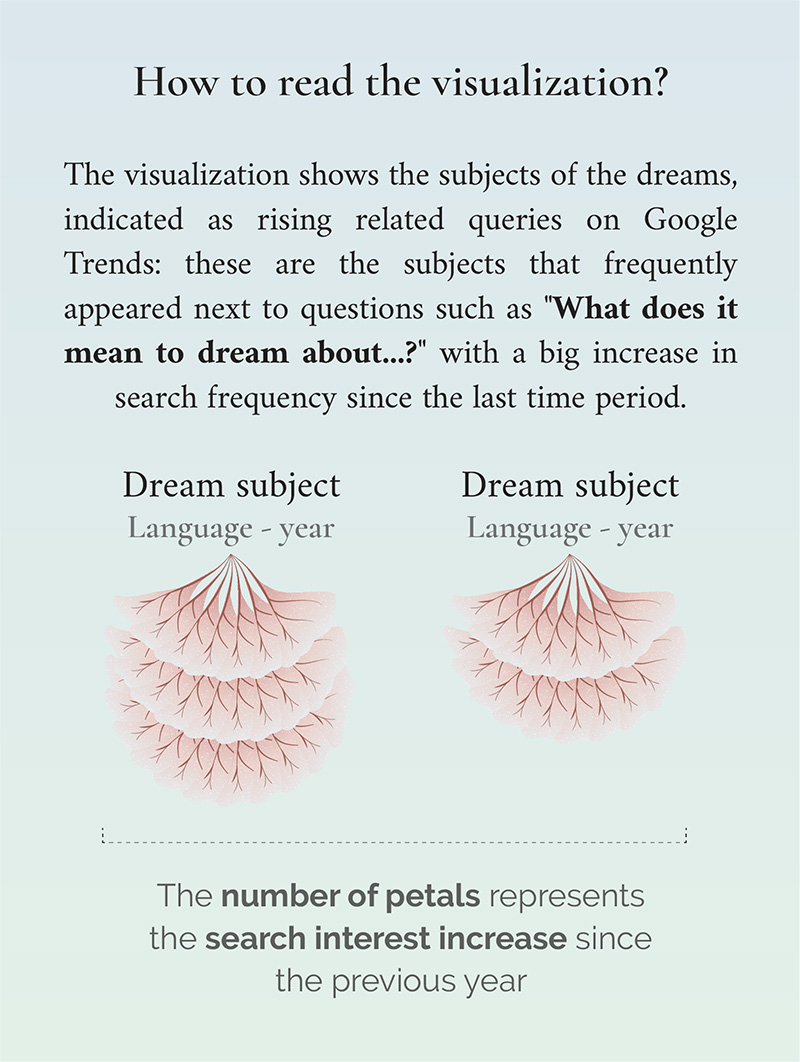 How to read the visualization?
The visualization shows the subjects of the dreams,
indicated as rising related queries on Google
Trends: these are the subjects that frequently
appeared next to questions such as "What does it
mean to dream about...?" with a big increase in
search frequency since the last time period.
Dream subject
Language - year
Dream subject
Language - year
The number of petals represents
the search interest increase since
the previous year